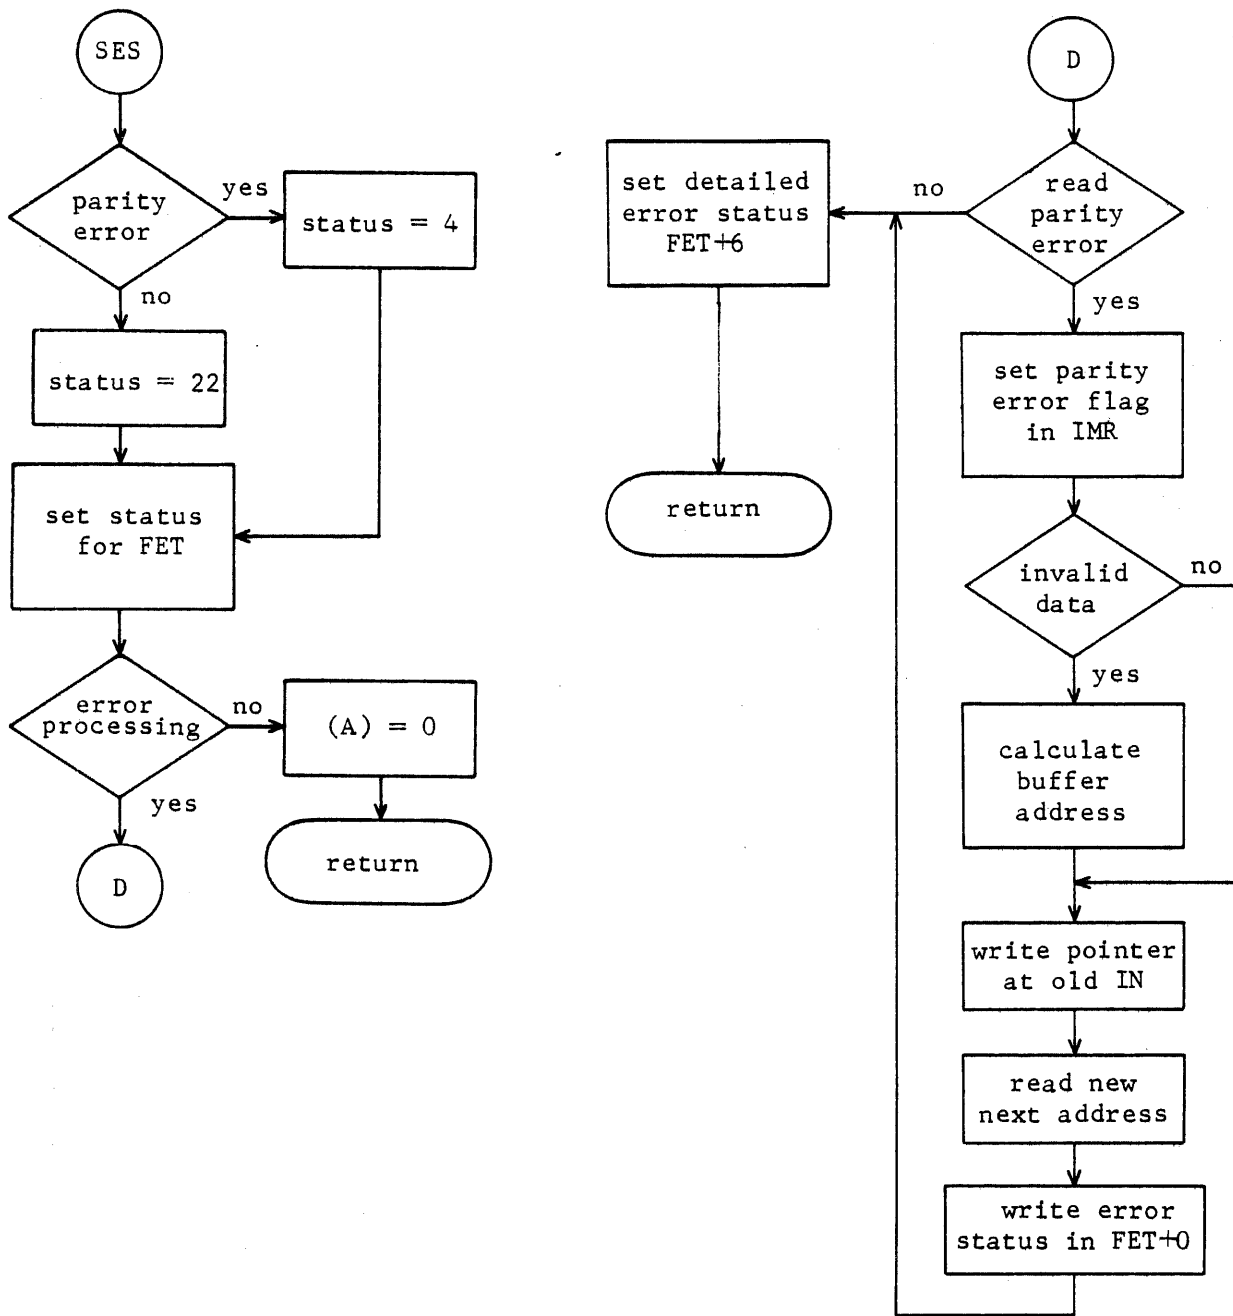 SES
parity
error
yes
status = 4
no
status = 22
set status
for FET
error
processing
no
(A) = 0
yes
return
D
D
read
parity
error
no
set detailed
error status
FET+6
return
yes
set parity
error flag
in IMR
invalid
data
no
yes
calculate
buffer
address
write pointer
at old IN
read new
next address
write error
status in FET+0